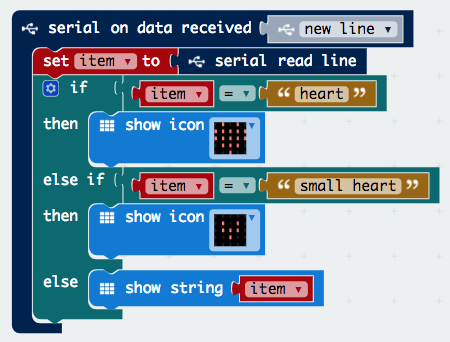 serial on data received new line
set item to serial read line
if item = “ heart ”
then show icon
else if item = “ small heart ”
then show icon
else show string item